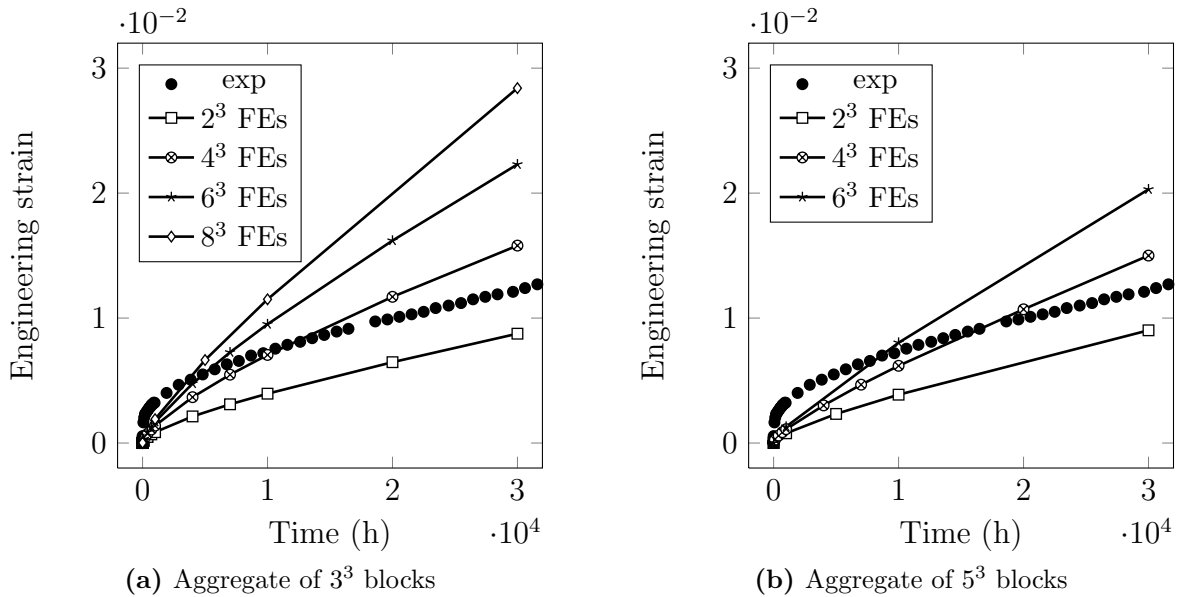 ·10⁻²
3
2
1
0
Engineering strain
exp
2³ FEs
4³ FEs
6³ FEs
8³ FEs
0 1 2 3
Time (h) ·10⁴
(a) Aggregate of 3³ blocks
·10⁻²
3
2
1
0
Engineering strain
exp
2³ FEs
4³ FEs
6³ FEs
0 1 2 3
Time (h) ·10⁴
(b) Aggregate of 5³ blocks